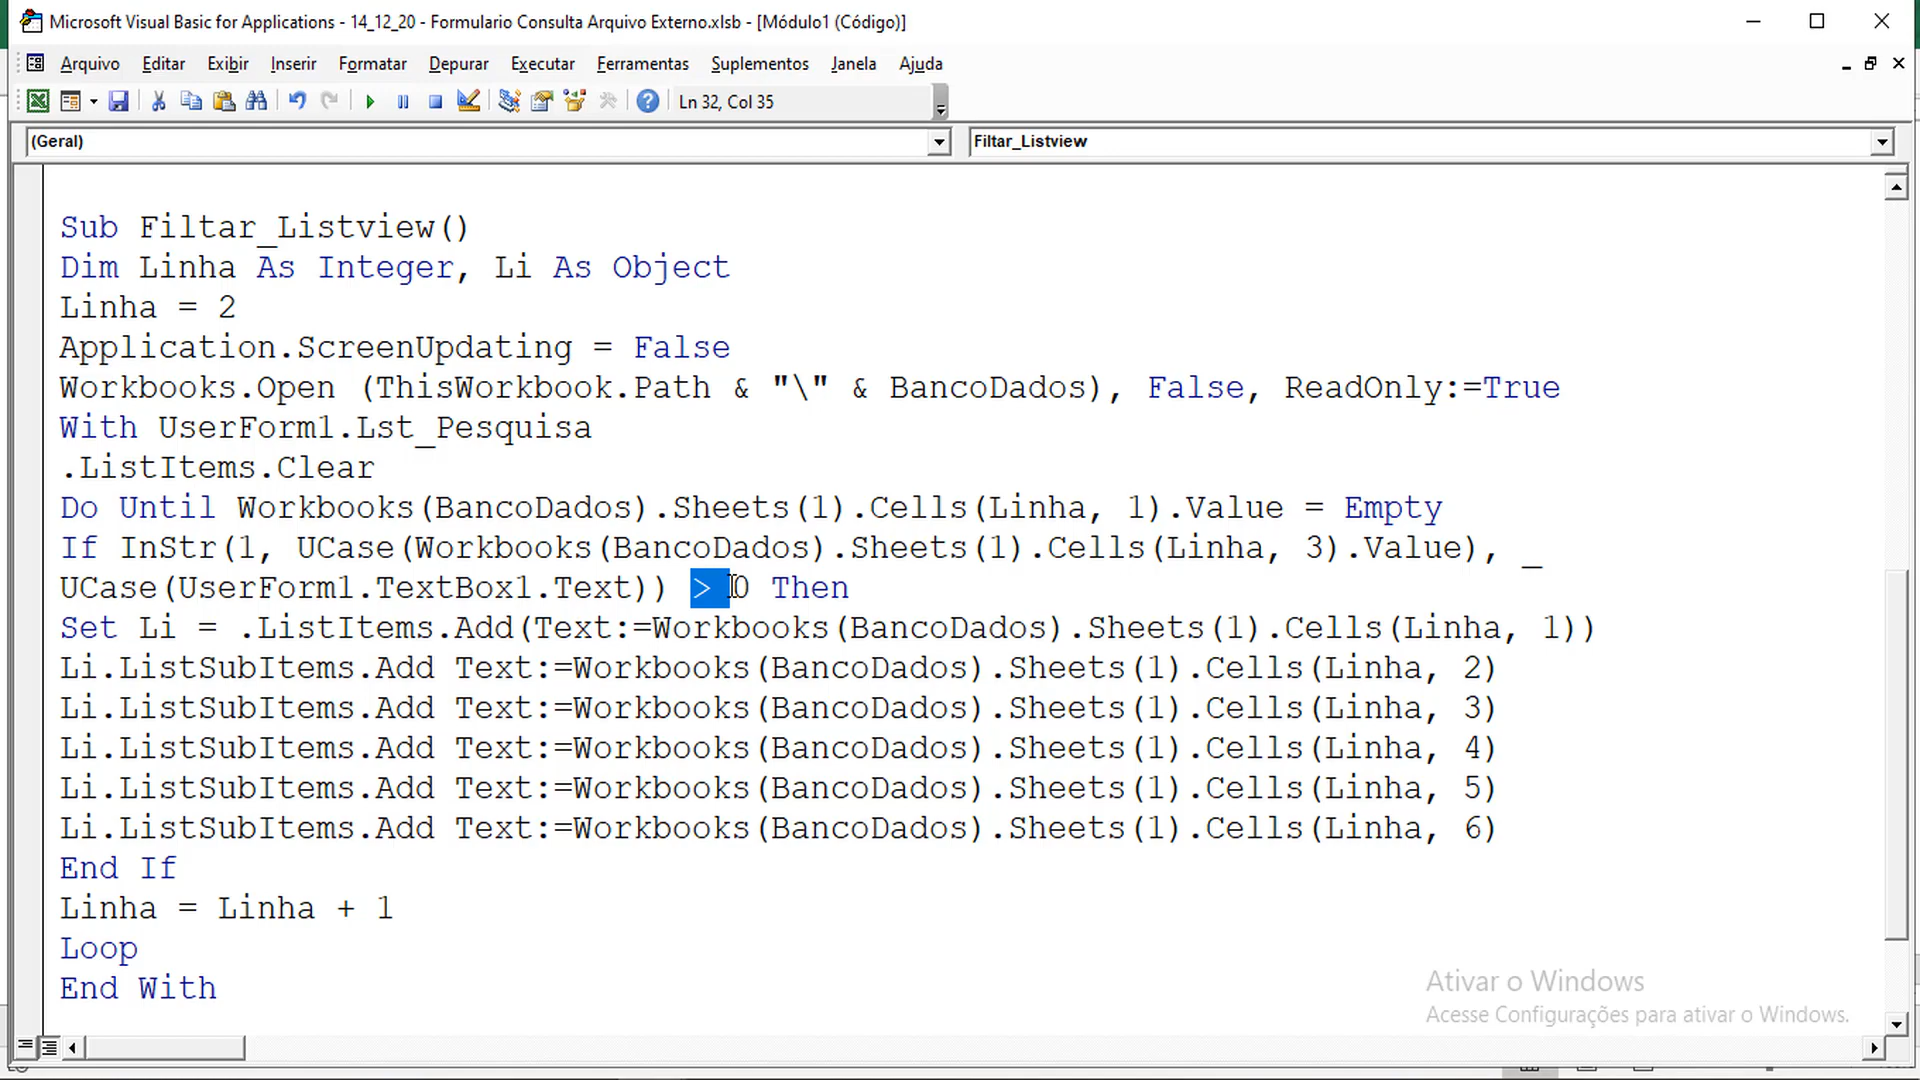 Microsoft Visual Basic for Applications - 14_12_20 - Formulario Consulta Arquivo Externo.xlsb - [Módulo1 (Código)]
Arquivo Editar Exibir Inserir Formatar Depurar Executar Ferramentas Suplementos Janela Ajuda
Ln 32, Col 35
(Geral) Filtar_Listview
Sub Filtar_Listview()
Dim Linha As Integer, Li As Object
Linha = 2
Application.ScreenUpdating = False
Workbooks.Open (ThisWorkbook.Path & "\" & BancoDados), False, ReadOnly:=True
With UserForm1.Lst_Pesquisa
.ListItems.Clear
Do Until Workbooks(BancoDados).Sheets(1).Cells(Linha, 1).Value = Empty
If InStr(1, UCase(Workbooks(BancoDados).Sheets(1).Cells(Linha, 3).Value), _
UCase(UserForm1.TextBox1.Text)) > 0 Then
Set Li = .ListItems.Add(Text:=Workbooks(BancoDados).Sheets(1).Cells(Linha, 1))
Li.ListSubItems.Add Text:=Workbooks(BancoDados).Sheets(1).Cells(Linha, 2)
Li.ListSubItems.Add Text:=Workbooks(BancoDados).Sheets(1).Cells(Linha, 3)
Li.ListSubItems.Add Text:=Workbooks(BancoDados).Sheets(1).Cells(Linha, 4)
Li.ListSubItems.Add Text:=Workbooks(BancoDados).Sheets(1).Cells(Linha, 5)
Li.ListSubItems.Add Text:=Workbooks(BancoDados).Sheets(1).Cells(Linha, 6)
End If
Linha = Linha + 1
Loop
End With
Ativar o Windows
Acesse Configurações para ativar o Windows.